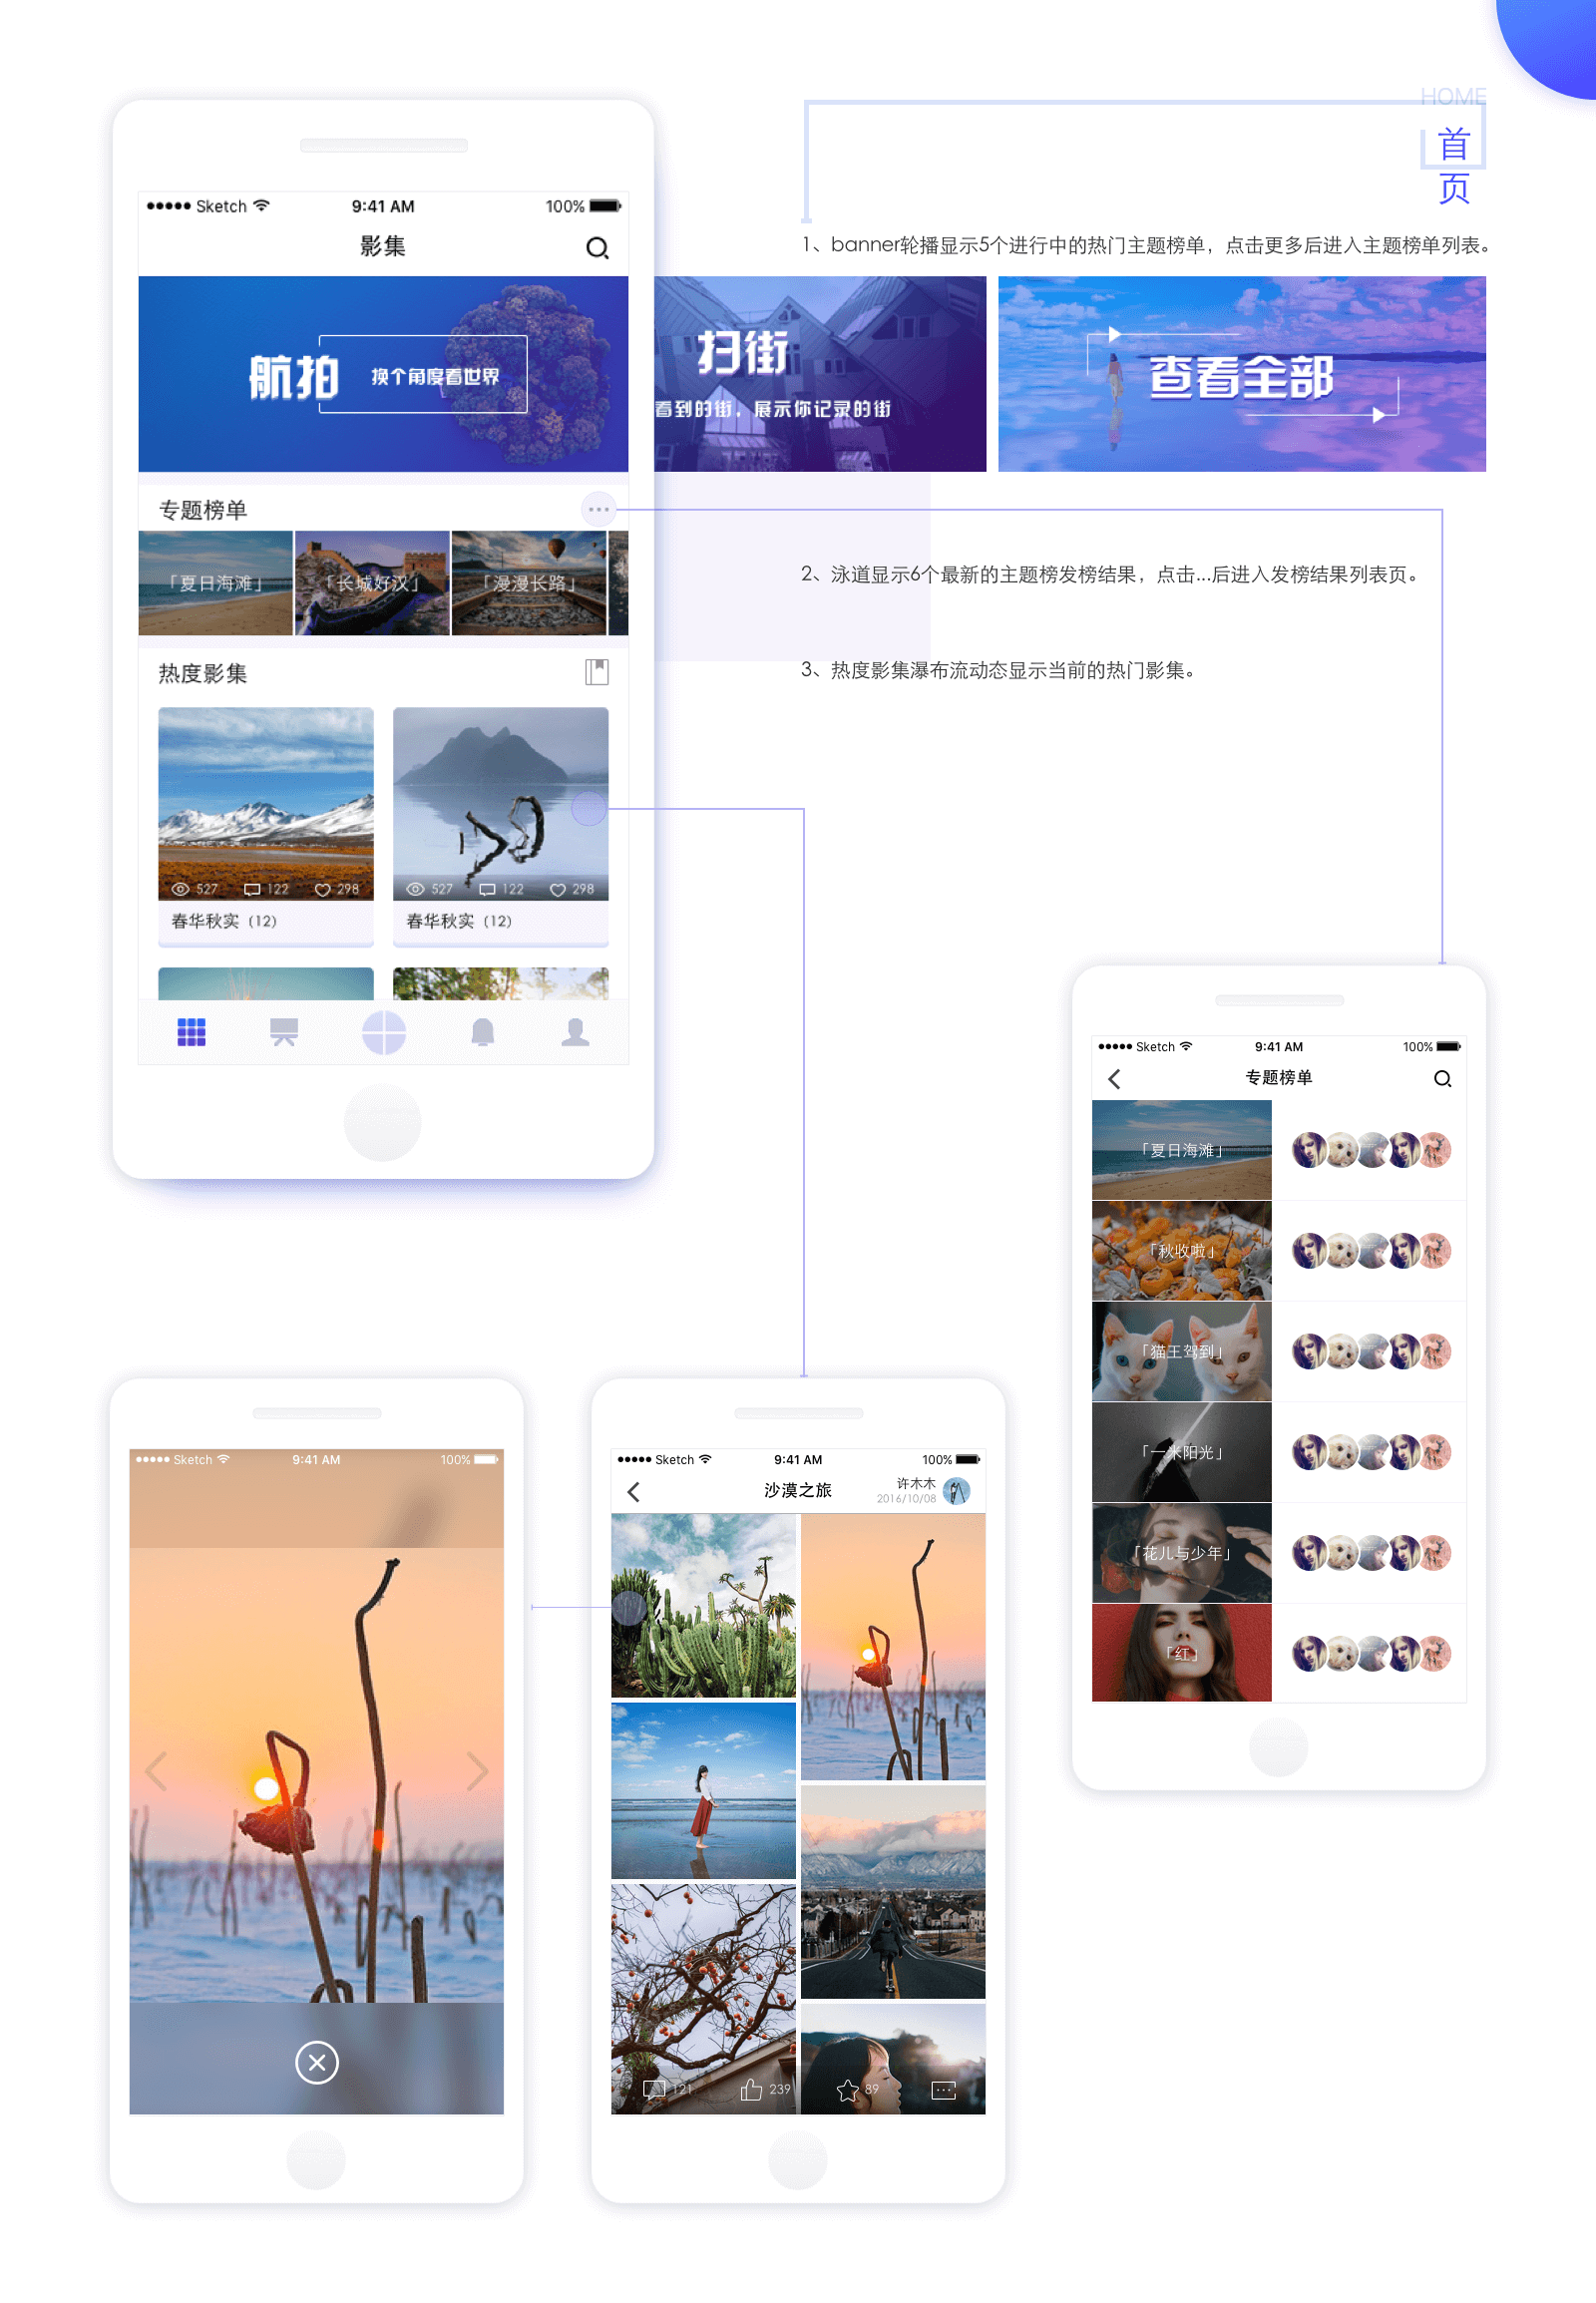 HOME
首
页
●●●●● Sketch 9:41 AM 100%
影集
1、banner轮播显示5个进行中的热门主题榜单，点击更多后进入主题榜单列表。
航拍 换个角度看世界
扫街
看到的街，展示你记录的街
查看全部
专题榜单
「夏日海滩」 「长城好汉」 「漫漫长路」
2、泳道显示6个最新的主题榜发榜结果，点击...后进入发榜结果列表页。
热度影集
3、热度影集瀑布流动态显示当前的热门影集。
527 122 298 527 122 298
春华秋实（12） 春华秋实（12）
●●●●● Sketch 9:41 AM 100%
专题榜单
「夏日海滩」
「秋收啦」
「猫王驾到」
「一米阳光」
「花儿与少年」
「红」
●●●●● Sketch 9:41 AM 100%
●●●●● Sketch 9:41 AM 100%
沙漠之旅 许木木
2016/10/08
121 239 89